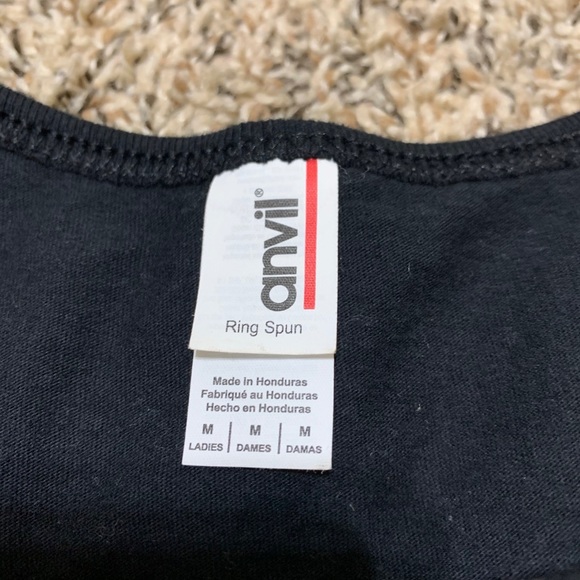 anvil®
Ring Spun
Made in Honduras
Fabriqué au Honduras
Hecho en Honduras
M | M | M
LADIES | DAMES | DAMAS